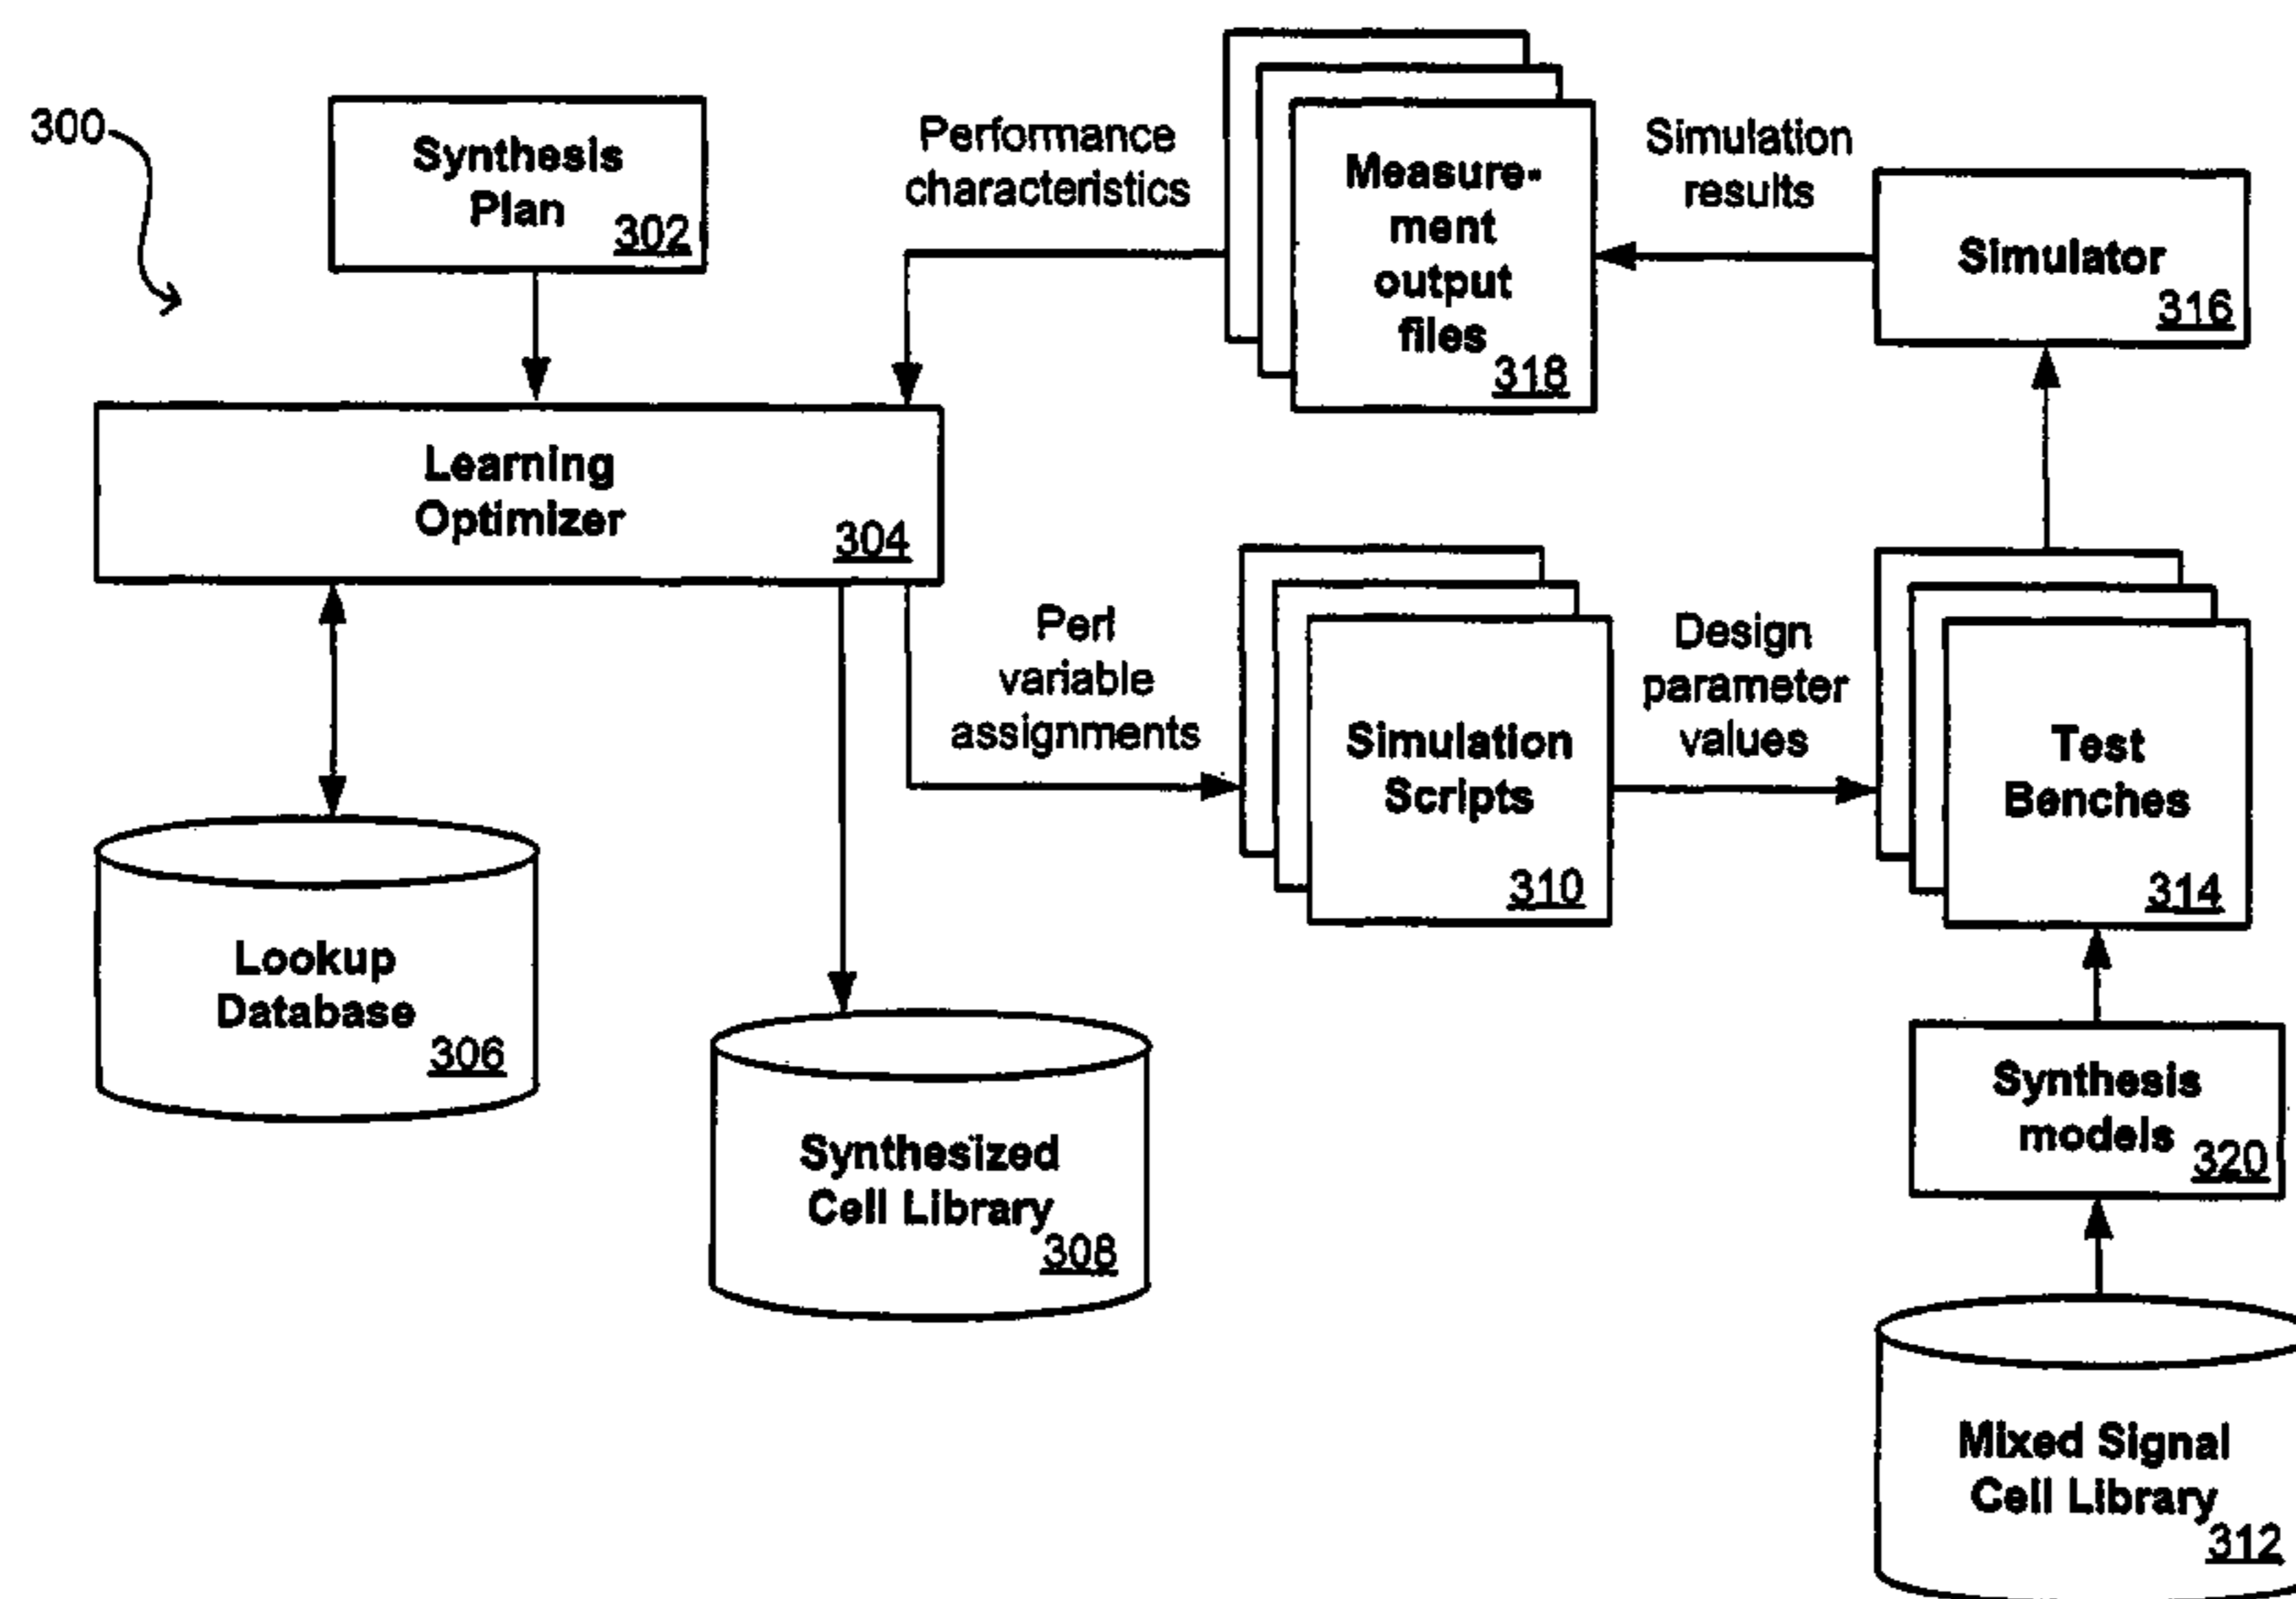 300
Synthesis
Plan
302
Performance
characteristics
Measure-
ment
output
files
318
Simulation
results
Simulator
316
Learning
Optimizer
304
Perl
variable
assignments
Simulation
Scripts
310
Design
parameter
values
Test
Benches
314
Lookup
Database
306
Synthesized
Cell Library
308
Synthesis
models
320
Mixed Signal
Cell Library
312